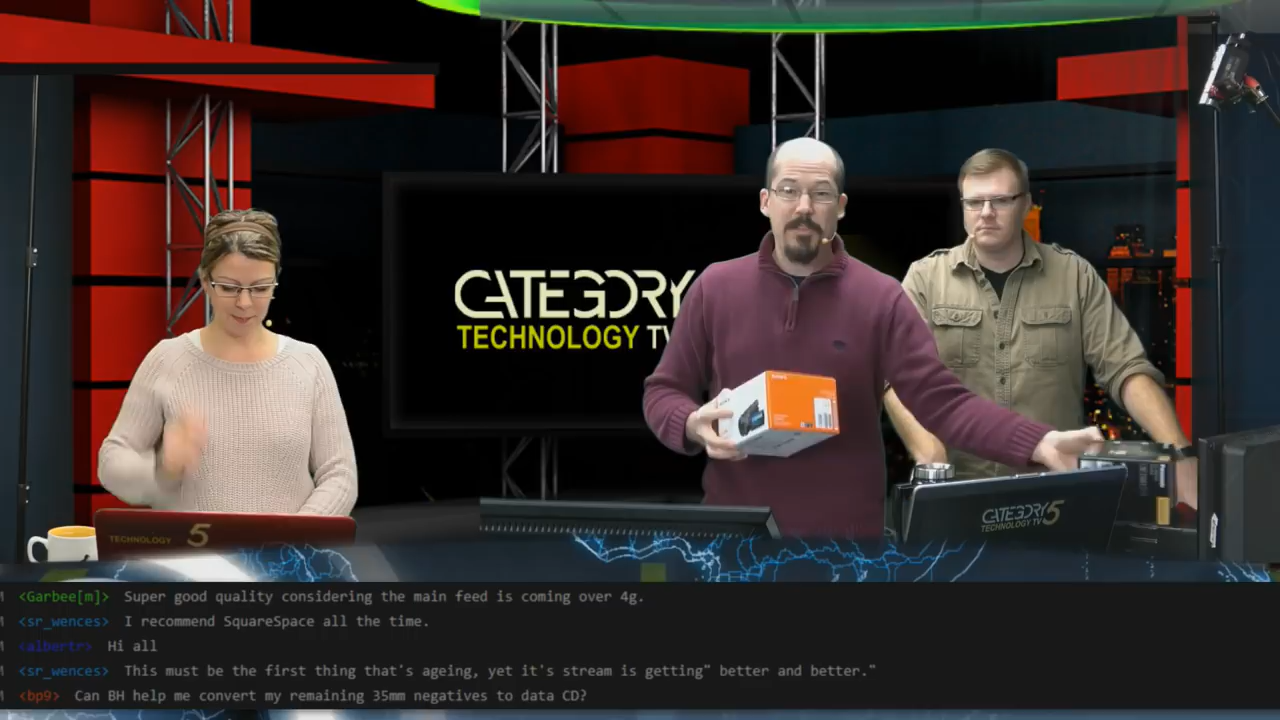 CATEGORY
TECHNOLOGY TV
CATEGORY5
TECHNOLOGY TV
TECHNOLOGY 5
<Garbee[m]> Super good quality considering the main feed is coming over 4g.
<sr_wences> I recommend SquareSpace all the time.
<albertr> Hi all
<sr_wences> This must be the first thing that's ageing, yet it's stream is getting" better and better."
<bp9> Can BH help me convert my remaining 35mm negatives to data CD?